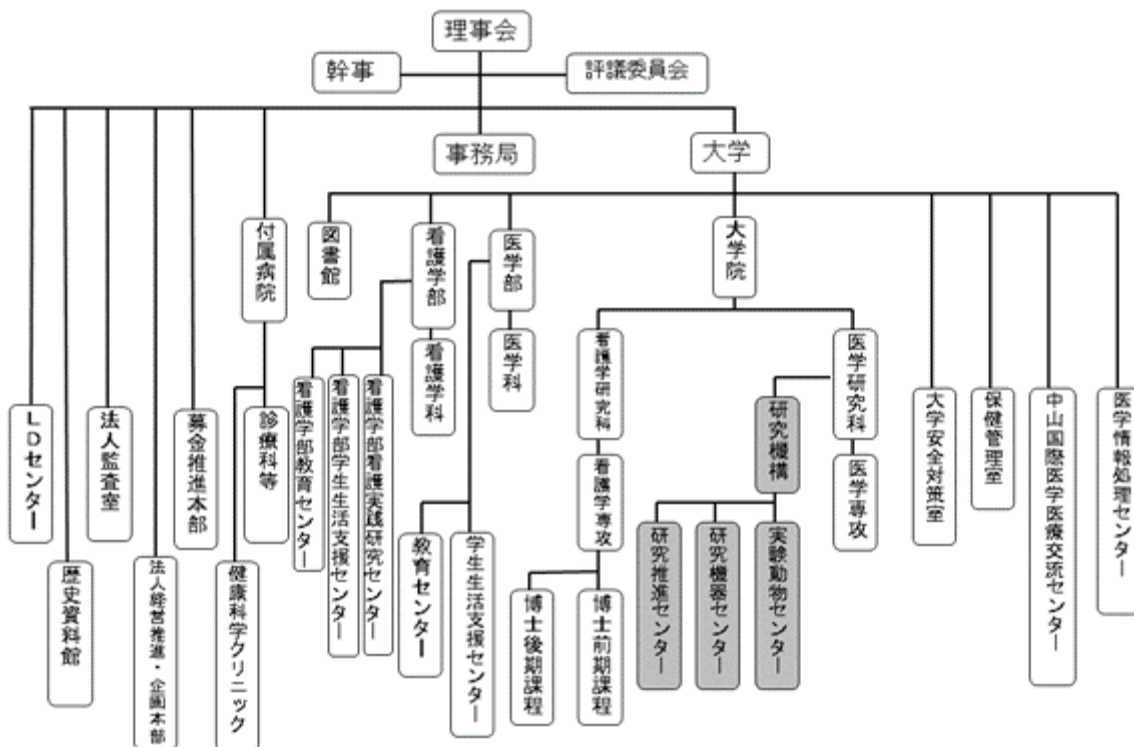 理事会
幹事
評議委員会
事務局
大学
付属病院
図書館
看護学部
医学部
大学院
看護学科
医学科
看護学研究科
医学研究科
LDセンター
歴史資料館
法人監査室
法人経営推進・企画本部
募金推進本部
健康科学クリニック
診療科等
看護学部教育センター
看護学部学生生活支援センター
看護学部看護実践研究センター
教育センター
学生生活支援センター
看護学専攻
研究機構
医学専攻
大学安全対策室
保健管理室
中山国際医学医療交流センター
医学情報処理センター
博士後期課程
博士前期課程
研究推進センター
研究機器センター
実験動物センター